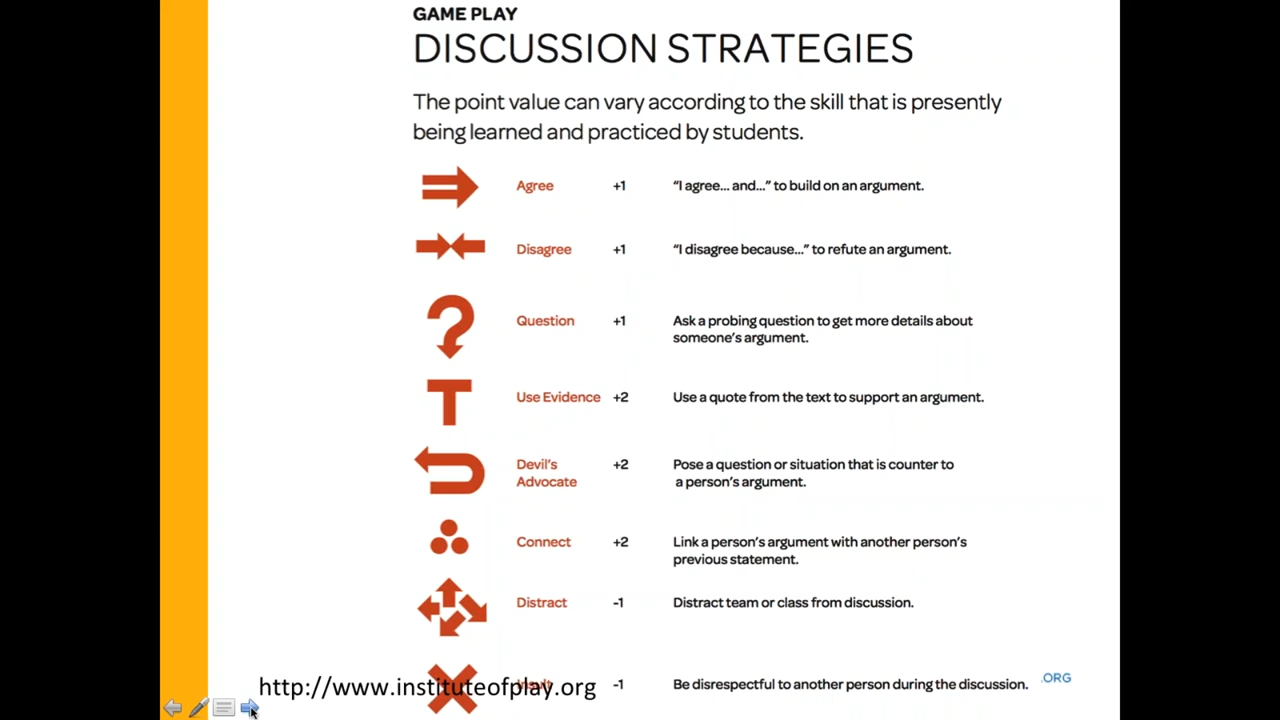 GAME PLAY
DISCUSSION STRATEGIES
The point value can vary according to the skill that is presently
being learned and practiced by students.
Agree +1 “I agree... and...” to build on an argument.
Disagree +1 “I disagree because...” to refute an argument.
Question +1 Ask a probing question to get more details about
someone’s argument.
Use Evidence +2 Use a quote from the text to support an argument.
Devil’s +2 Pose a question or situation that is counter to
Advocate a person’s argument.
Connect +2 Link a person’s argument with another person’s
previous statement.
Distract -1 Distract team or class from discussion.
-1 Be disrespectful to another person during the discussion.
http://www.instituteofplay.org
.ORG